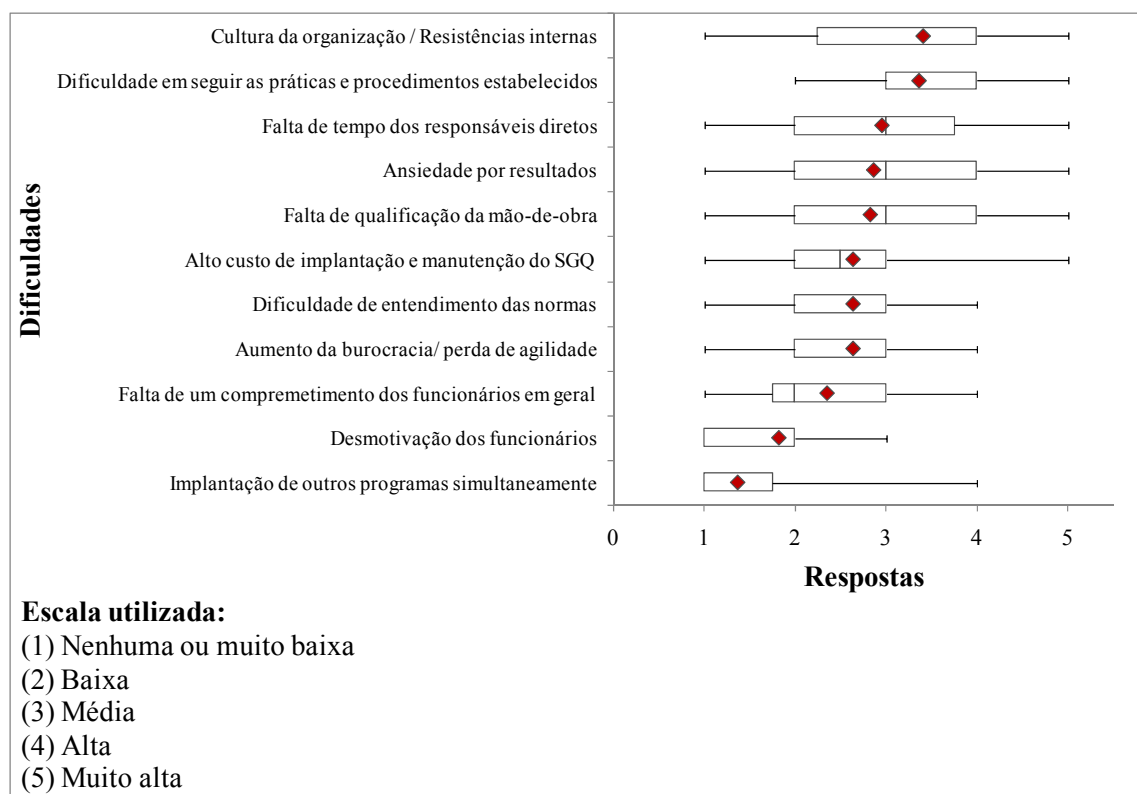 Dificuldades
Cultura da organização / Resistências internas
Dificuldade em seguir as práticas e procedimentos estabelecidos
Falta de tempo dos responsáveis diretos
Ansiedade por resultados
Falta de qualificação da mão-de-obra
Alto custo de implantação e manutenção do SGQ
Dificuldade de entendimento das normas
Aumento da burocracia/ perda de agilidade
Falta de um compremetimento dos funcionários em geral
Desmotivação dos funcionários
Implantação de outros programas simultaneamente
0 1 2 3 4 5
Respostas
Escala utilizada:
(1) Nenhuma ou muito baixa
(2) Baixa
(3) Média
(4) Alta
(5) Muito alta